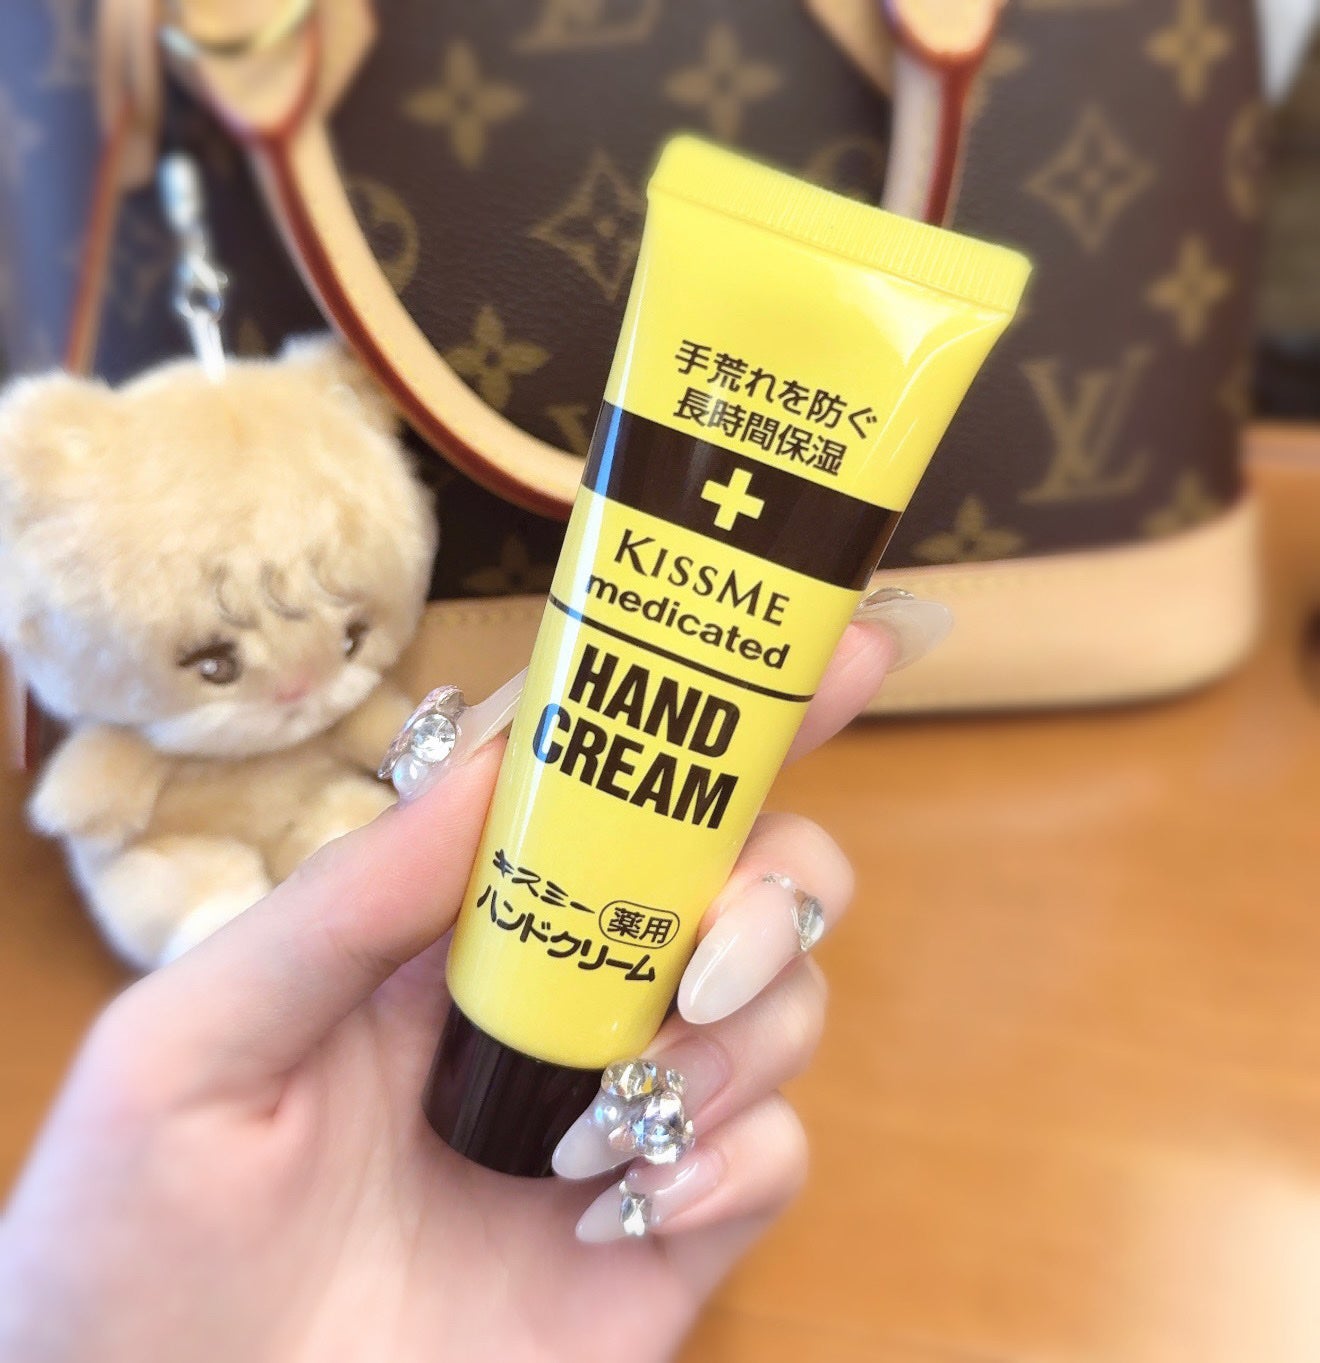 手荒れを防ぐ
長時間保湿
KISSME
medicated
HAND
CREAM
キスミー
薬用
ハンドクリーム